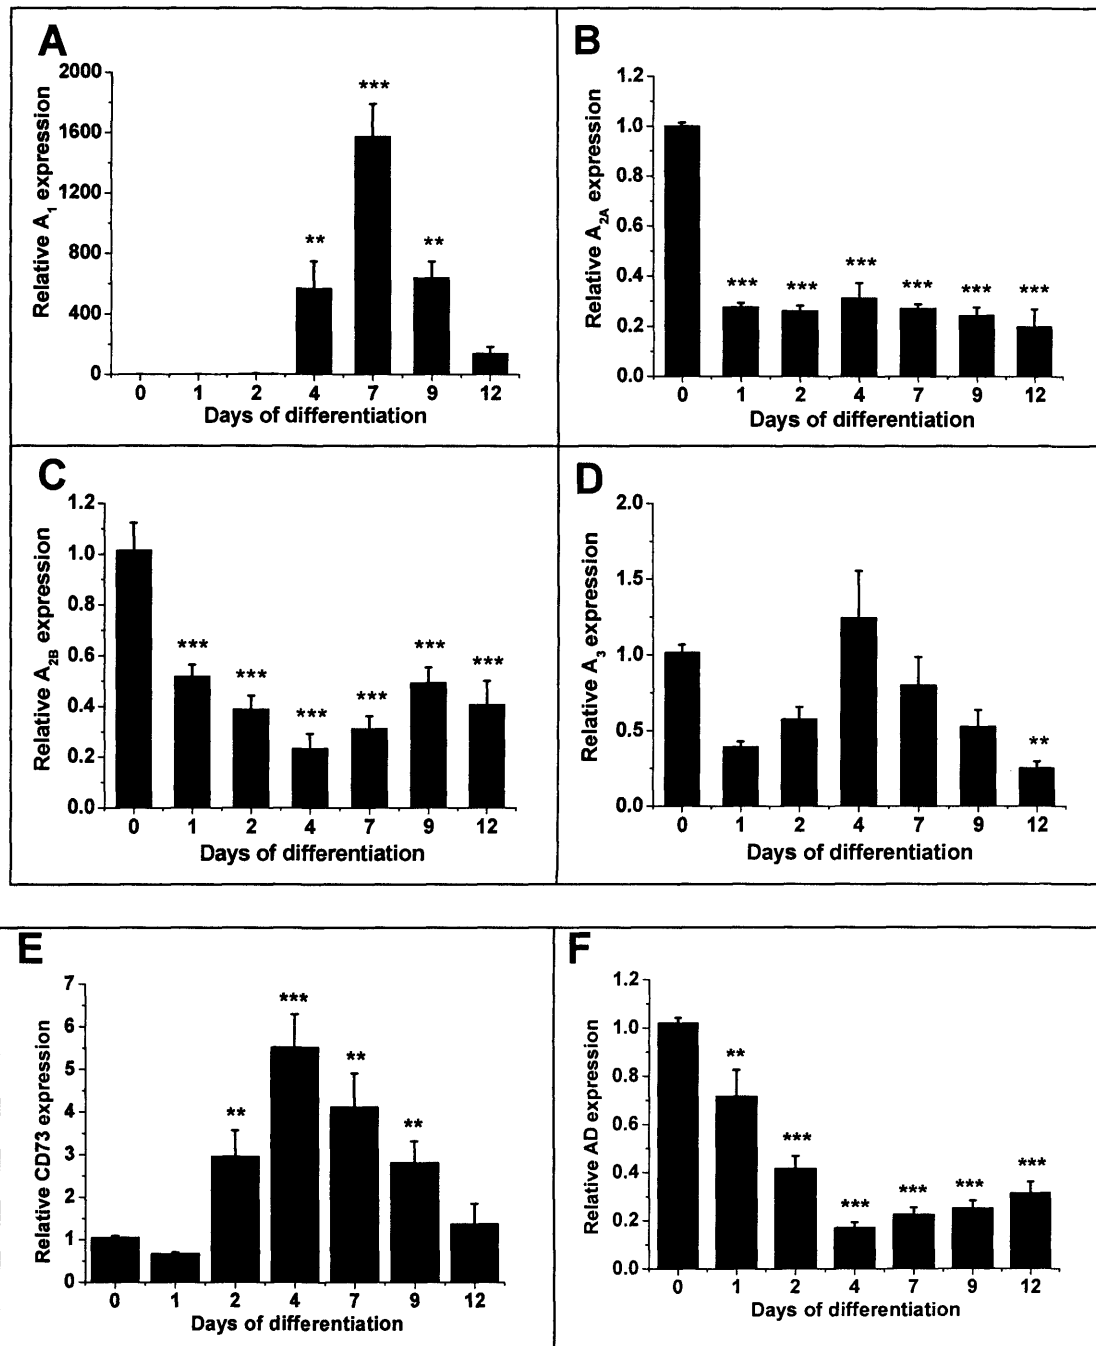 A
Relative A1 expression
2000
1600
1200
800
400
0
**
***
**
0 1 2 4 7 9 12
Days of differentiation
B
Relative A2A expression
1.2
1.0
0.8
0.6
0.4
0.2
0.0
*** *** *** *** *** ***
0 1 2 4 7 9 12
Days of differentiation
C
Relative A2B expression
1.2
1.0
0.8
0.6
0.4
0.2
0.0
*** *** *** *** *** ***
0 1 2 4 7 9 12
Days of differentiation
D
Relative A3 expression
2.0
1.5
1.0
0.5
0.0
**
0 1 2 4 7 9 12
Days of differentiation
E
Relative CD73 expression
7
6
5
4
3
2
1
0
** *** ** **
0 1 2 4 7 9 12
Days of differentiation
F
Relative AD expression
1.2
1.0
0.8
0.6
0.4
0.2
0.0
** *** *** *** *** ***
0 1 2 4 7 9 12
Days of differentiation